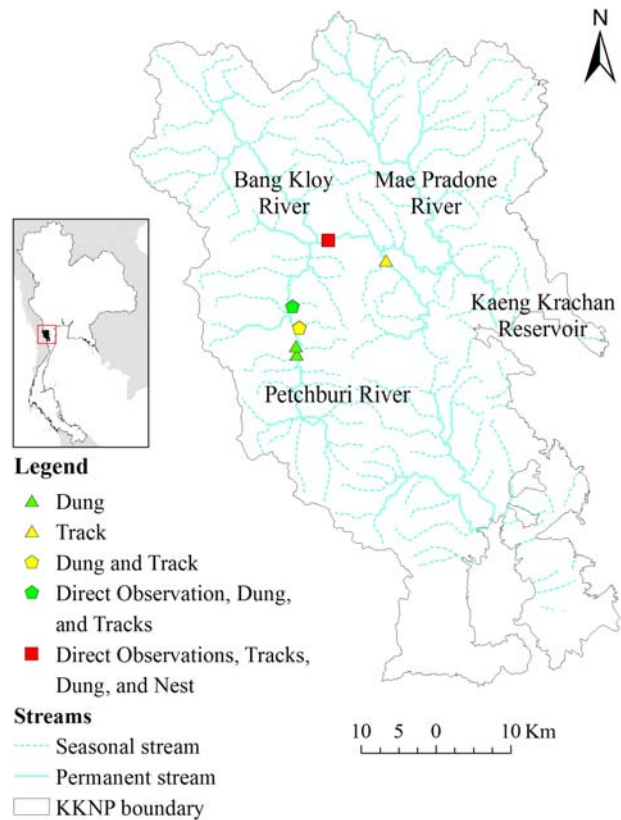 N
Bang Kloy
River
Mae Pradone
River
Kaeng Krachan
Reservoir
Petchburi River
Legend
Dung
Track
Dung and Track
Direct Observation, Dung,
and Tracks
Direct Observations, Tracks,
Dung, and Nest
Streams
Seasonal stream
Permanent stream
KKNP boundary
10 5 0 10 Km